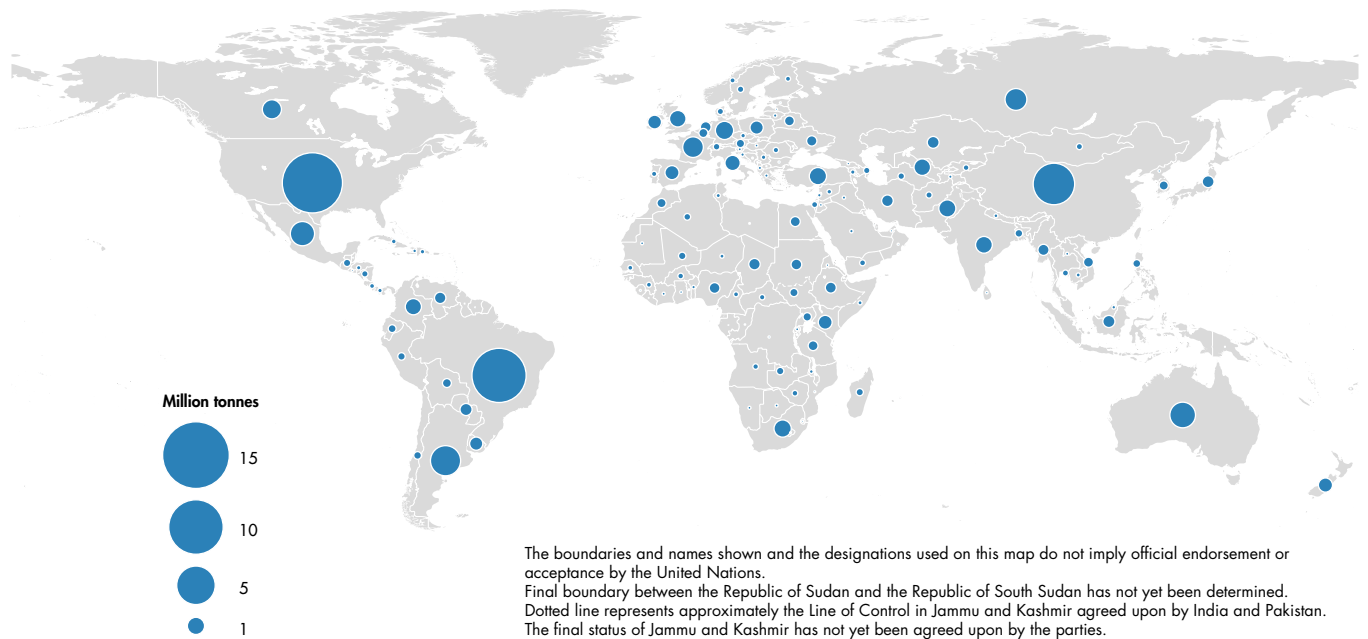 Million tonnes
15
10
5
1
The boundaries and names shown and the designations used on this map do not imply official endorsement or
acceptance by the United Nations.
Final boundary between the Republic of Sudan and the Republic of South Sudan has not yet been determined.
Dotted line represents approximately the Line of Control in Jammu and Kashmir agreed upon by India and Pakistan.
The final status of Jammu and Kashmir has not yet been agreed upon by the parties.